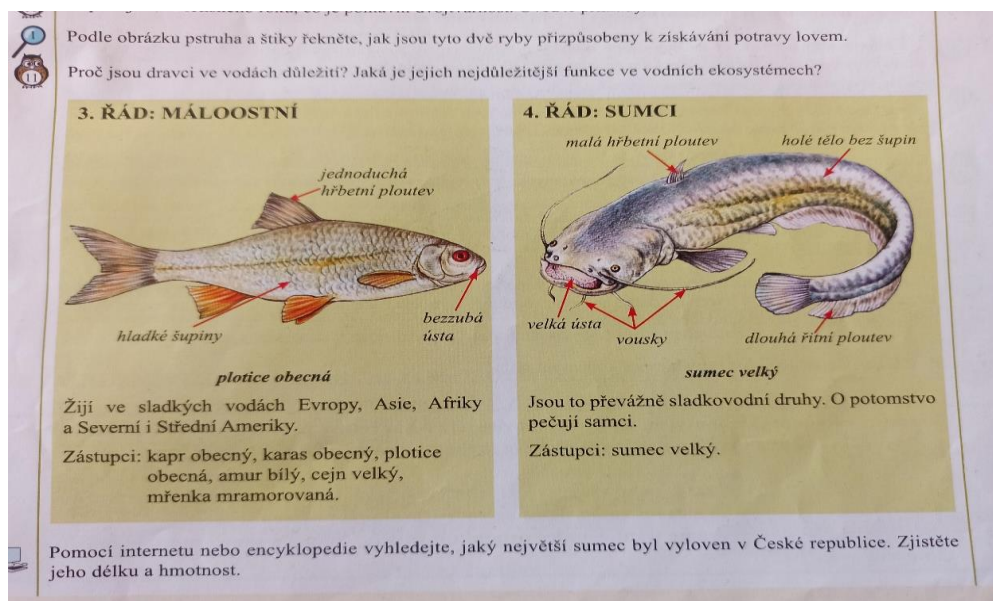 Podle obrázku pstruha a štiky řekněte, jak jsou tyto dvě ryby přizpůsobeny k získávání potravy lovem.
11
Proč jsou dravci ve vodách důležití? Jaká je jejich nejdůležitější funkce ve vodních ekosystémech?
3. ŘÁD: MÁLOOSTNÍ
jednoduchá
hřbetní ploutev
hladké šupiny
bezzubá
ústa
plotice obecná
Žijí ve sladkých vodách Evropy, Asie, Afriky
a Severní i Střední Ameriky.
Zástupci: kapr obecný, karas obecný, plotice
obecná, amur bílý, cejn velký,
mřenka mramorovaná.
4. ŘÁD: SUMCI
malá hřbetní ploutev
holé tělo bez šupin
velká ústa
vousky
dlouhá řitní ploutev
sumec velký
Jsou to převážně sladkovodní druhy. O potomstvo
pečují samci.
Zástupci: sumec velký.
Pomocí internetu nebo encyklopedie vyhledejte, jaký největší sumec byl vyloven v České republice. Zjistěte
jeho délku a hmotnost.